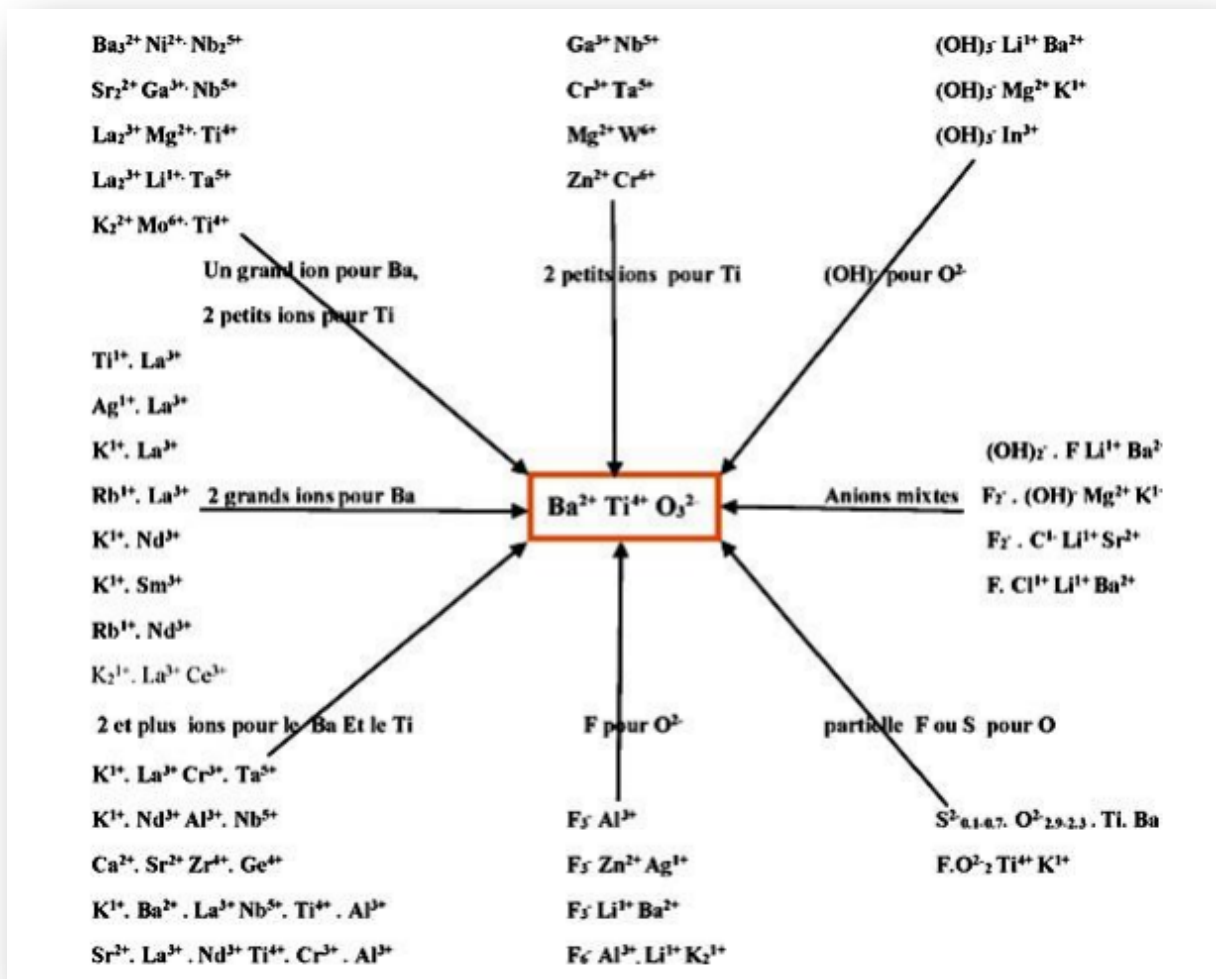 Ba₃²⁺ Ni²⁺· Nb₂⁵⁺
Sr₂²⁺ Ga³⁺· Nb⁵⁺
La₂³⁺ Mg²⁺· Ti⁴⁺
La₂³⁺ Li¹⁺· Ta⁵⁺
K₂²⁺ Mo⁶⁺· Ti⁴⁺
Un grand ion pour Ba,
2 petits ions pour Ti
Ga³⁺ Nb⁵⁺
Cr³⁺ Ta⁵⁺
Mg²⁺ W⁶⁺
Zn²⁺ Cr⁶⁺
2 petits ions pour Ti
(OH)₃⁻ Li¹⁺ Ba²⁺
(OH)₃⁻ Mg²⁺ K¹⁺
(OH)₃⁻ In³⁺
(OH)⁻ pour O²⁻
Ti¹⁺. La³⁺
Ag¹⁺. La³⁺
K¹⁺. La³⁺
Rb¹⁺. La³⁺
K¹⁺. Nd³⁺
K¹⁺. Sm³⁺
Rb¹⁺. Nd³⁺
K₂¹⁺. La³⁺ Ce³⁺
2 grands ions pour Ba
Ba²⁺ Ti⁴⁺ O₃²⁻
Anions mixtes
(OH)₂⁻ . F Li¹⁺ Ba²⁻
F₂⁻ . (OH)⁻ Mg²⁺ K¹⁻
F₂⁻ . C¹⁻ Li¹⁺ Sr²⁺
F. Cl¹⁺ Li¹⁺ Ba²⁺
2 et plus ions pour le Ba Et le Ti
K¹⁺. La³⁺ Cr³⁺. Ta⁵⁺
K¹⁺. Nd³⁺ Al³⁺. Nb⁵⁺
Ca²⁺. Sr²⁺ Zr⁴⁺. Ge⁴⁺
K¹⁺. Ba²⁺ . La³⁺ Nb⁵⁺. Ti⁴⁺ . Al³⁺
Sr²⁺. La³⁺ . Nd³⁺ Ti⁴⁺. Cr³⁺ . Al³⁺
F pour O²⁻
F₃⁻ Al³⁺
F₃⁻ Zn²⁺ Ag¹⁺
F₃⁻ Li¹⁺ Ba²⁺
F₆⁻ Al³⁺. Li¹⁺ K₂¹⁺
partielle F ou S pour O
S²⁻₀.₁₋₀.₇. O²⁻₂.₉₋₂.₃ . Ti. Ba
F.O²⁻₂ Ti⁴⁺ K¹⁺